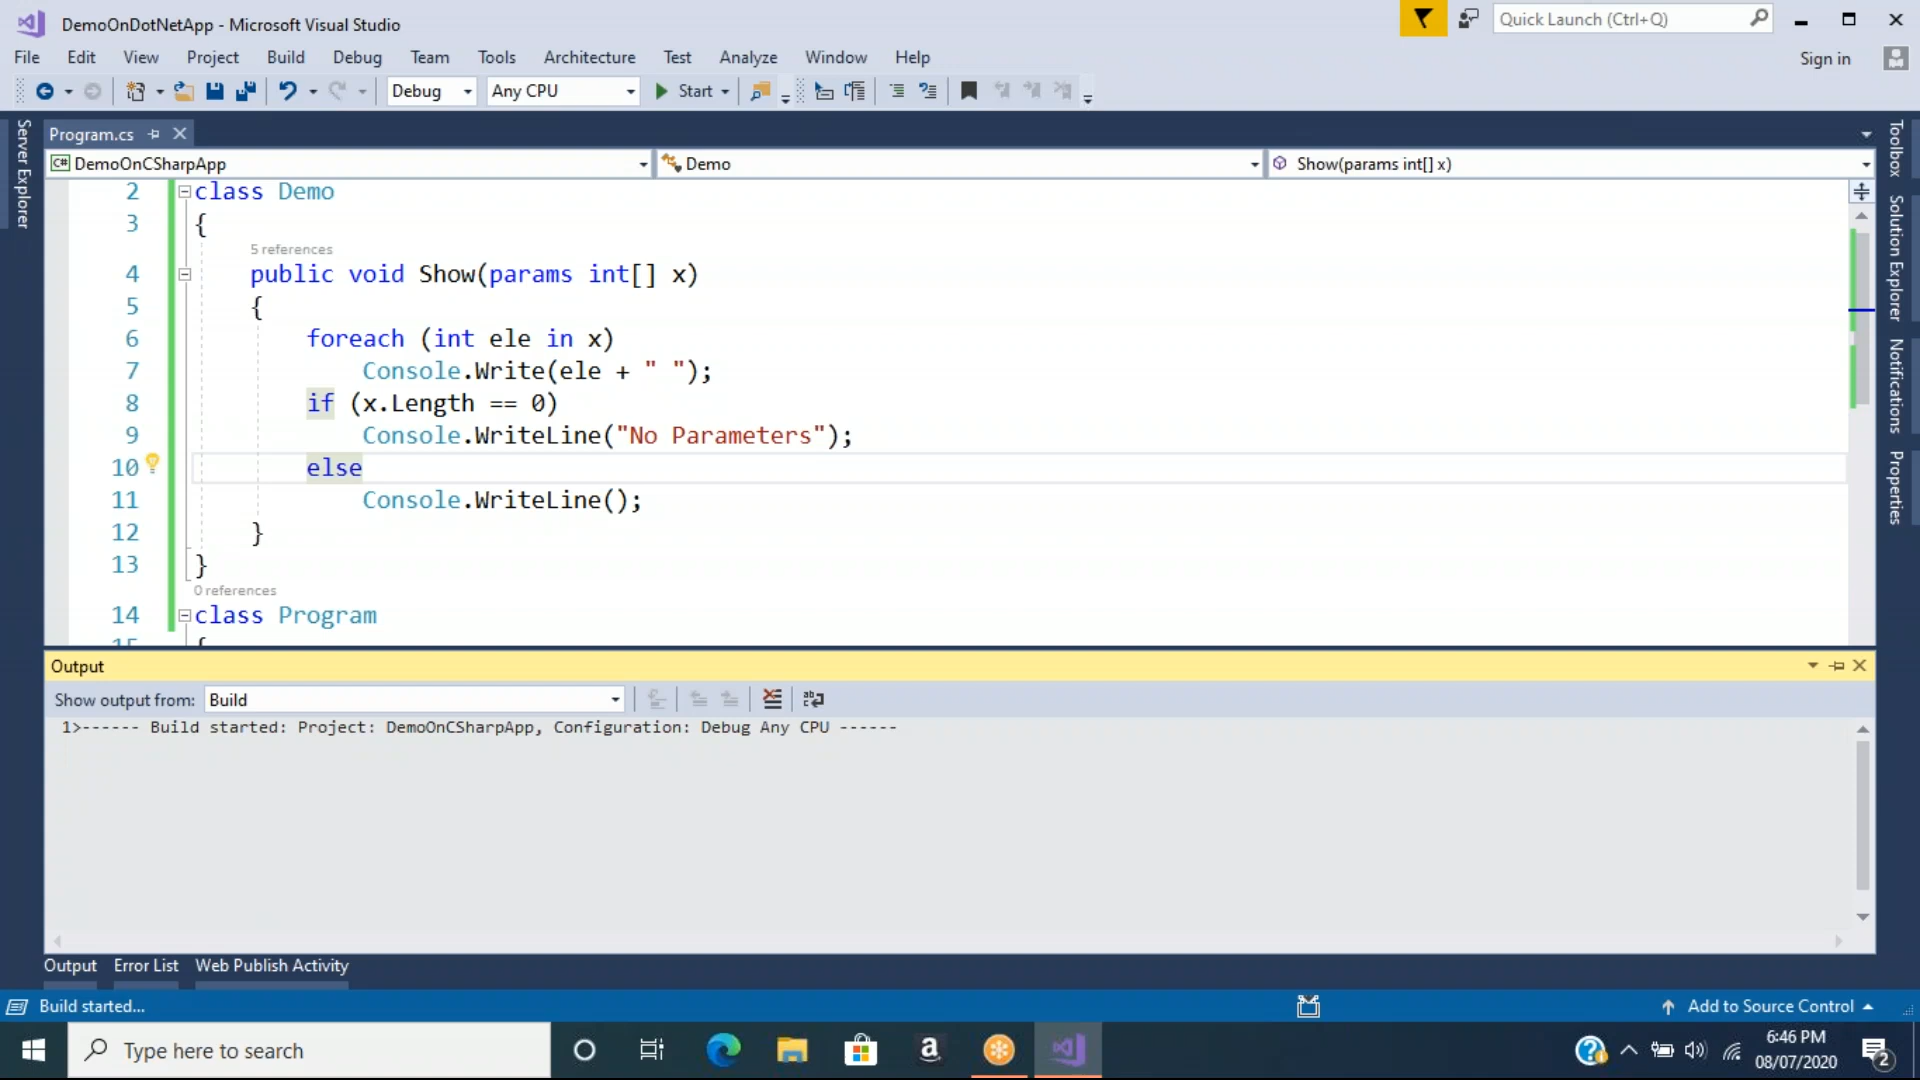 DemoOnDotNetApp - Microsoft Visual Studio
Quick Launch (Ctrl+Q)
File Edit View Project Build Debug Team Tools Architecture Test Analyze Window Help
Sign in
Debug Any CPU Start
Server Explorer
Program.cs
DemoOnCSharpApp Demo Show(params int[] x)
2 class Demo
3 {
5 references
4 public void Show(params int[] x)
5 {
6 foreach (int ele in x)
7 Console.Write(ele + " ");
8 if (x.Length == 0)
9 Console.WriteLine("No Parameters");
10 else
11 Console.WriteLine();
12 }
13 }
0 references
14 class Program
15 {
Toolbox
Solution Explorer
Notifications
Properties
Output
Show output from: Build
1>------ Build started: Project: DemoOnCSharpApp, Configuration: Debug Any CPU ------
Output Error List Web Publish Activity
Build started...
Add to Source Control
Type here to search
6:46 PM
08/07/2020
2